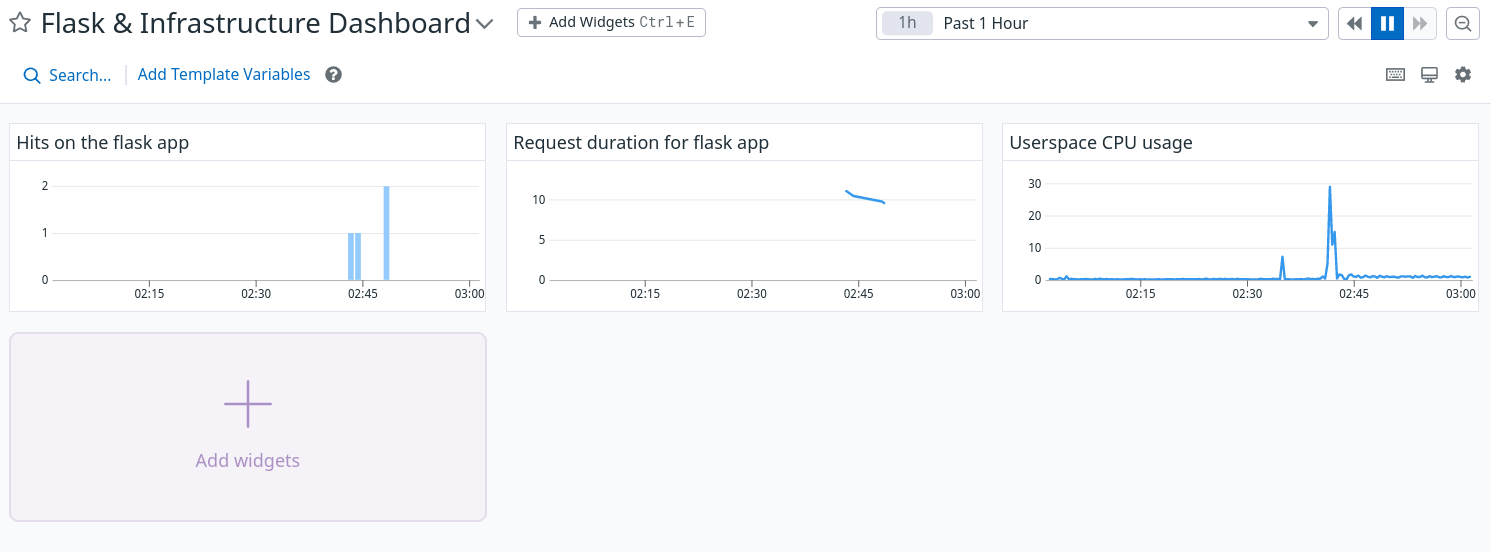 Flask & Infrastructure Dashboard
Add Widgets Ctrl+E
1h Past 1 Hour
Search...
Add Template Variables
?
Hits on the flask app
2
1
0
02:15 02:30 02:45 03:00
Request duration for flask app
10
5
0
02:15 02:30 02:45 03:00
Userspace CPU usage
30
20
10
0
02:15 02:30 02:45 03:00
Add widgets